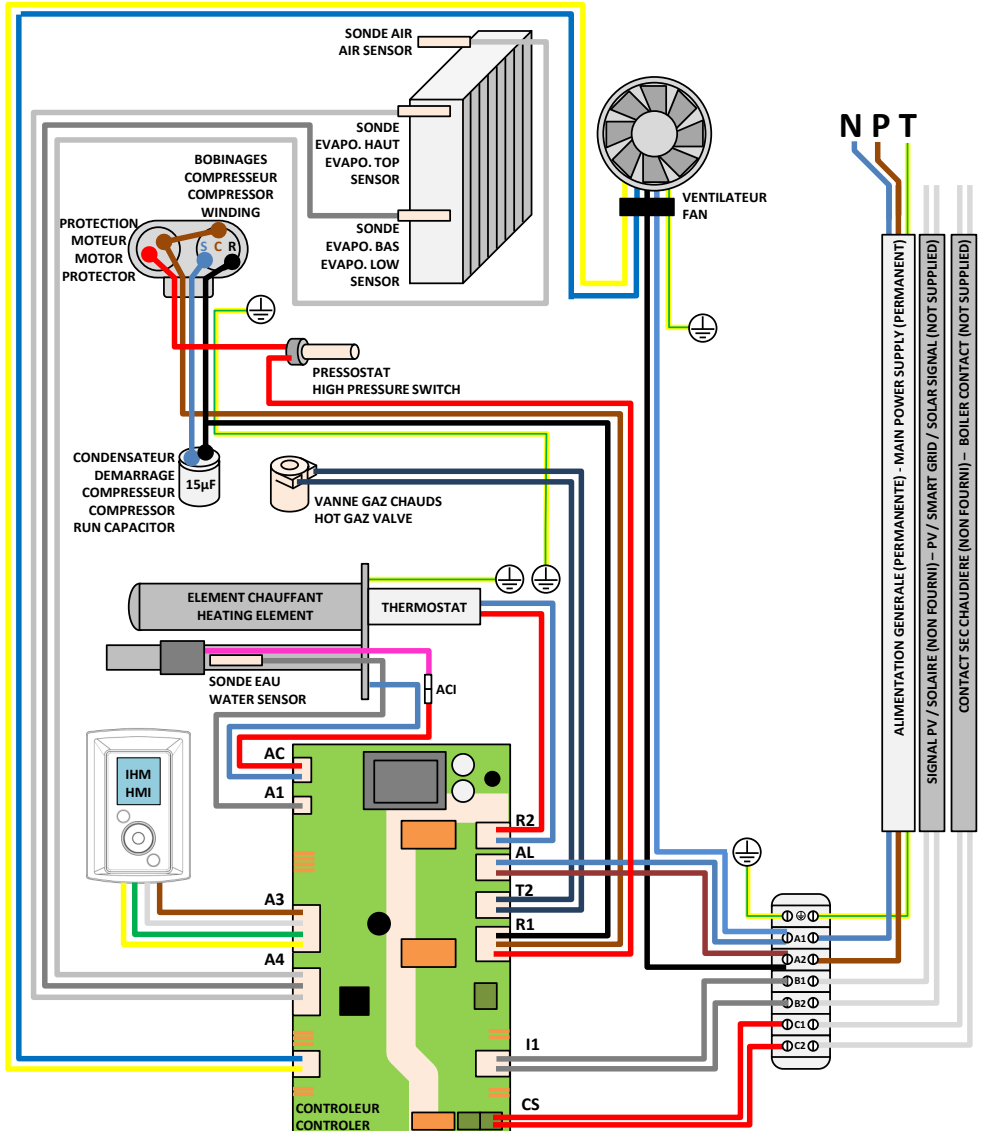 SONDE AIR
AIR SENSOR
N P T
SONDE
EVAPO. HAUT
EVAPO. TOP
SENSOR
BOBINAGES
COMPRESSEUR
COMPRESSOR
WINDING
VENTILATEUR
FAN
PROTECTION
MOTEUR
MOTOR
PROTECTOR
S C R
SONDE
EVAPO. BAS
EVAPO. LOW
SENSOR
PRESSOSTAT
HIGH PRESSURE SWITCH
CONDENSATEUR
DEMARRAGE
COMPRESSEUR
COMPRESSOR
RUN CAPACITOR
15µF
VANNE GAZ CHAUDS
HOT GAZ VALVE
ALIMENTATION GENERALE (PERMANENTE) - MAIN POWER SUPPLY (PERMANENT)
SIGNAL PV / SOLAIRE (NON FOURNI) – PV / SMART GRID / SOLAR SIGNAL (NOT SUPPLIED)
CONTACT SEC CHAUDIERE (NON FOURNI) – BOILER CONTACT (NOT SUPPLIED)
ELEMENT CHAUFFANT
HEATING ELEMENT
THERMOSTAT
SONDE EAU
WATER SENSOR
ACI
IHM
HMI
AC
A1
A3
A4
R2
AL
T2
R1
I1
CS
A1
A2
B1
B2
C1
C2
CONTROLEUR
CONTROLER